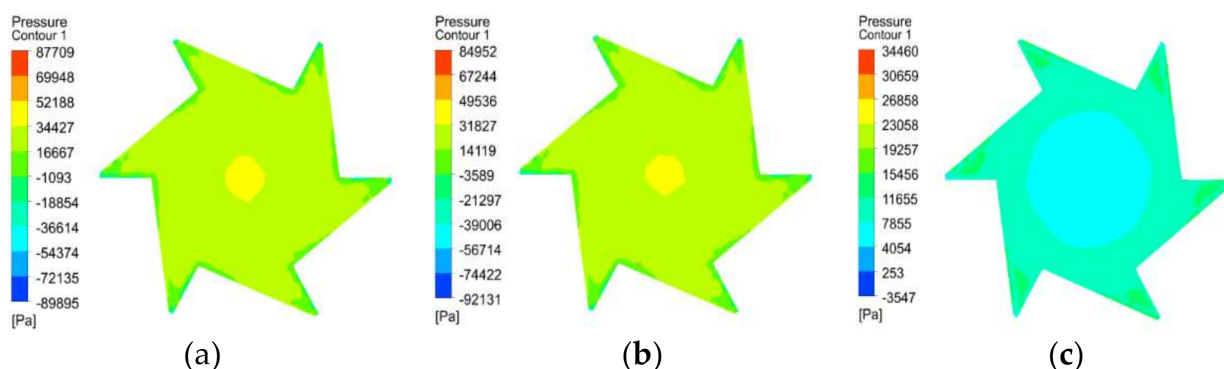 Pressure
Contour 1
87709
69948
52188
34427
16667
-1093
-18854
-36614
-54374
-72135
-89895
[Pa]
(a)
Pressure
Contour 1
84952
67244
49536
31827
14119
-3589
-21297
-39006
-56714
-74422
-92131
[Pa]
(b)
Pressure
Contour 1
34460
30659
26858
23058
19257
15456
11655
7855
4054
253
-3547
[Pa]
(c)